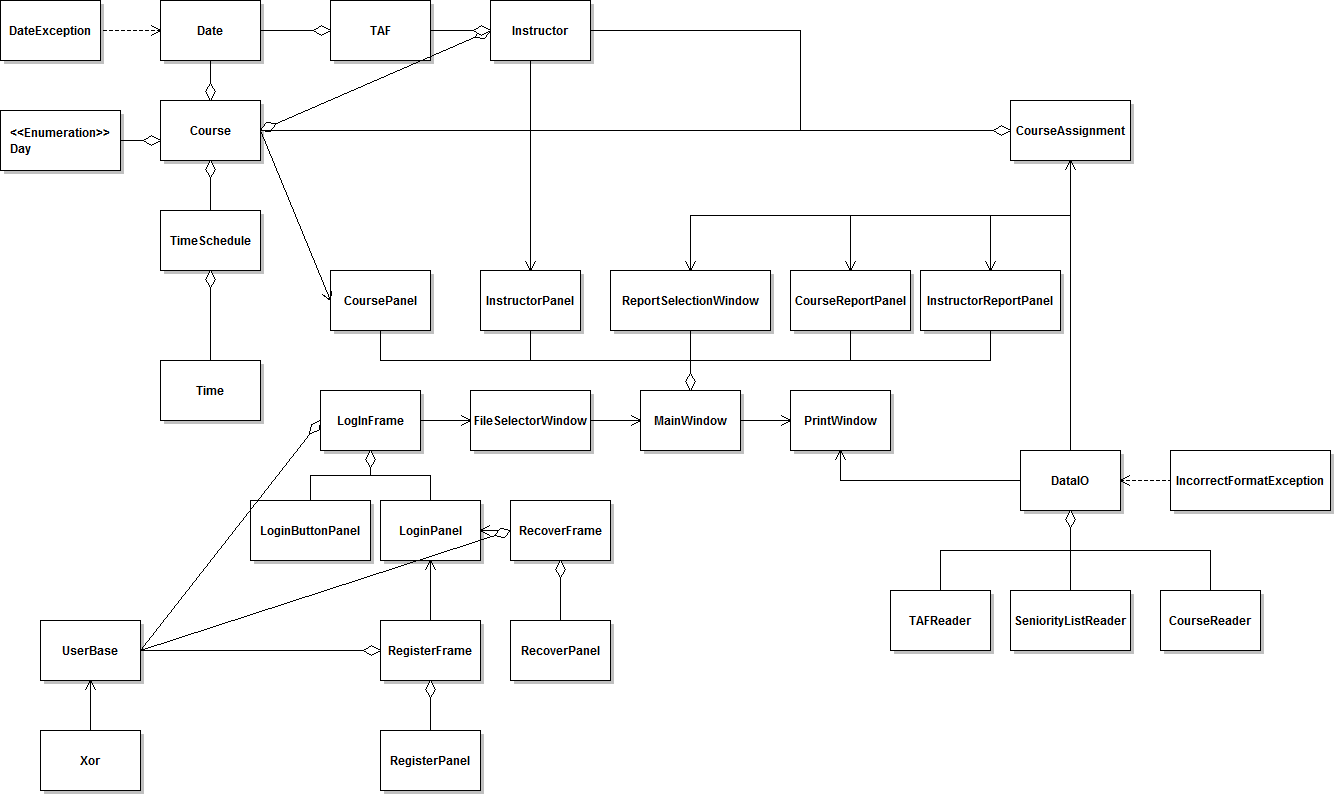 DateException
Date
TAF
Instructor
<<Enumeration>>
Day
Course
CourseAssignment
TimeSchedule
CoursePanel
InstructorPanel
ReportSelectionWindow
CourseReportPanel
InstructorReportPanel
Time
LogInFrame
FileSelectorWindow
MainWindow
PrintWindow
DataIO
IncorrectFormatException
LoginButtonPanel
LoginPanel
RecoverFrame
TAFReader
SeniorityListReader
CourseReader
UserBase
RegisterFrame
RecoverPanel
Xor
RegisterPanel